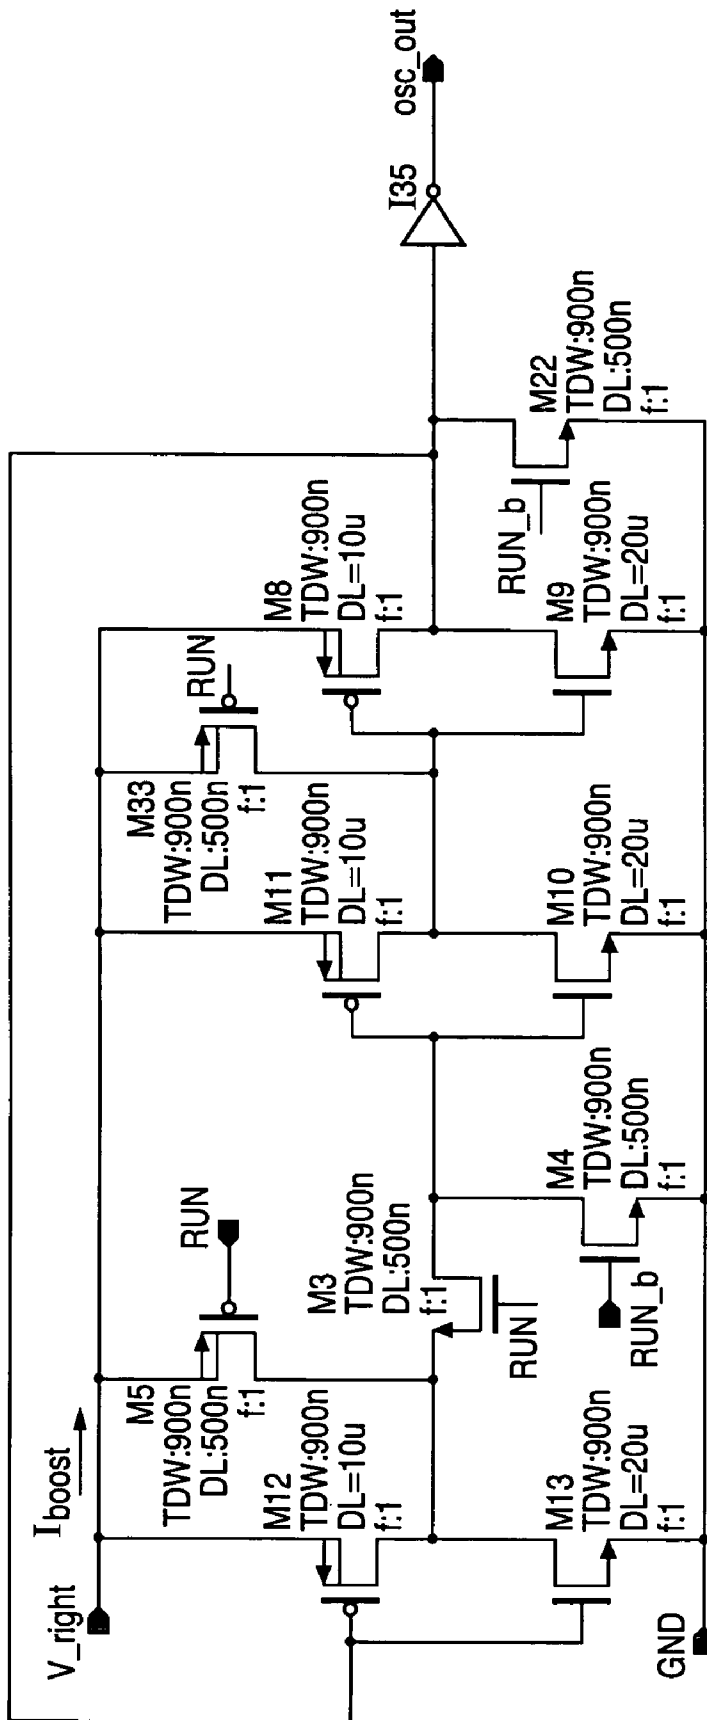 V_right
I boost
M12
TDW:900n
DL=10u
f:1
M5
TDW:900n
DL:500n
f:1
RUN
M3
TDW:900n
DL:500n
f:1
RUN
M13
TDW:900n
DL=20u
f:1
GND
M4
TDW:900n
DL:500n
f:1
RUN_b
M11
TDW:900n
DL=10u
f:1
M33
TDW:900n
DL:500n
f:1
RUN
M10
TDW:900n
DL=20u
f:1
M8
TDW:900n
DL=10u
f:1
M9
TDW:900n
DL=20u
f:1
RUN_b
M22
TDW:900n
DL:500n
f:1
I35
osc_out